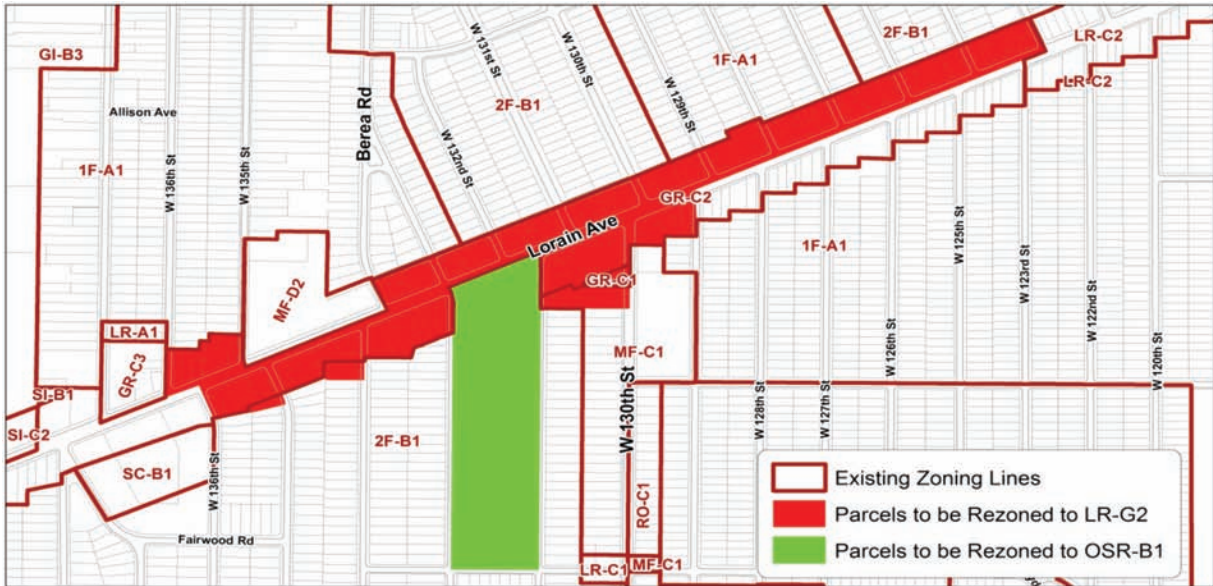 GI-B3
2F-B1
LR-C2
W 131st St
W 130th St
1F-A1
LR-C2
Allison Ave
Berea Rd
2F-B1
W 129th St
W 132nd St
1F-A1
W 136th St
W 135th St
GR-C2
Lorain Ave
1F-A1
W 125th St
W 123rd St
GR-C1
MF-D2
W 122nd St
LR-A1
GR-C3
MF-C1
W 126th St
W 120th St
SI-B1
W 130th St
W 128th St
W 127th St
SI-C2
2F-B1
SC-B1
W 136th St
RO-C1
Existing Zoning Lines
Parcels to be Rezoned to LR-G2
Fairwood Rd
Parcels to be Rezoned to OSR-B1
LR-C1
MF-C1